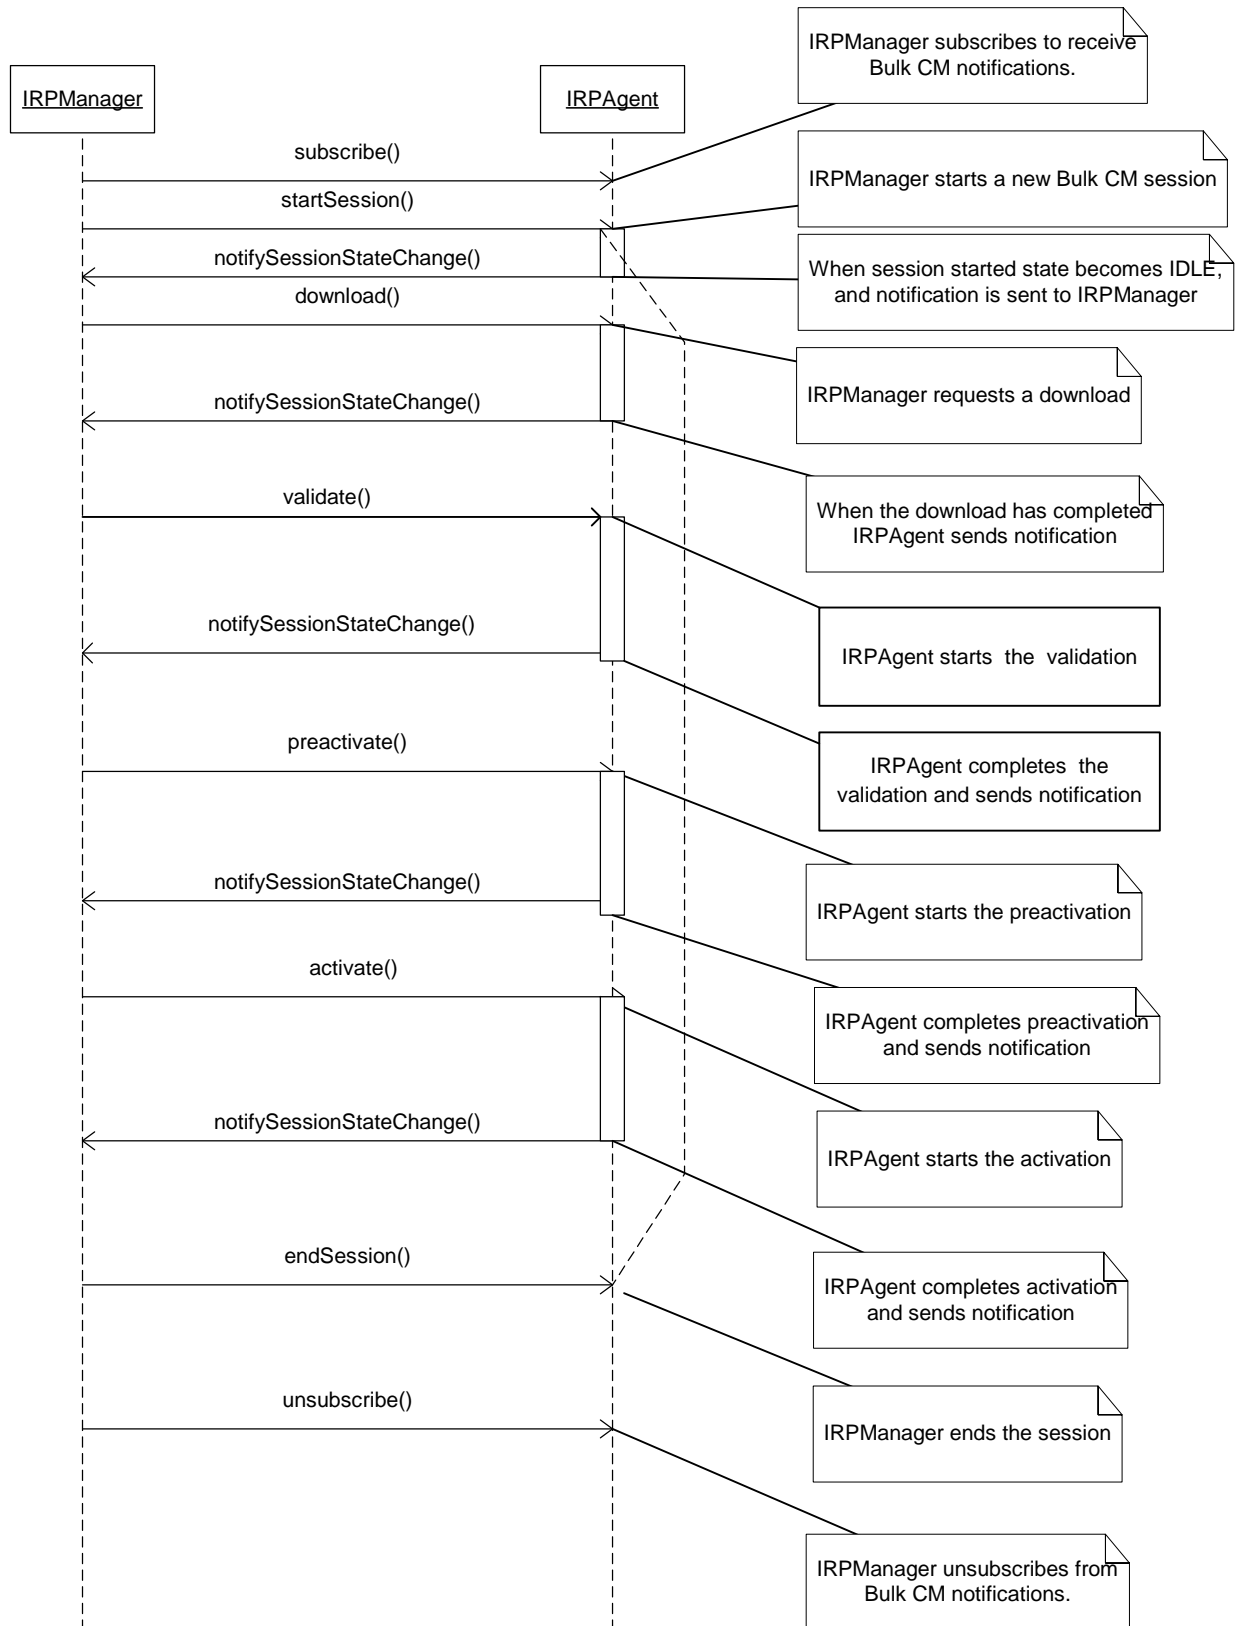 IRPManager subscribes to receive
Bulk CM notifications.
IRPManager
IRPAgent
subscribe()
IRPManager starts a new Bulk CM session
startSession()
notifySessionStateChange()
When session started state becomes IDLE,
and notification is sent to IRPManager
download()
IRPManager requests a download
notifySessionStateChange()
validate()
When the download has completed
IRPAgent sends notification
notifySessionStateChange()
IRPAgent starts the validation
preactivate()
IRPAgent completes the
validation and sends notification
notifySessionStateChange()
IRPAgent starts the preactivation
activate()
IRPAgent completes preactivation
and sends notification
notifySessionStateChange()
IRPAgent starts the activation
endSession()
IRPAgent completes activation
and sends notification
unsubscribe()
IRPManager ends the session
IRPManager unsubscribes from
Bulk CM notifications.